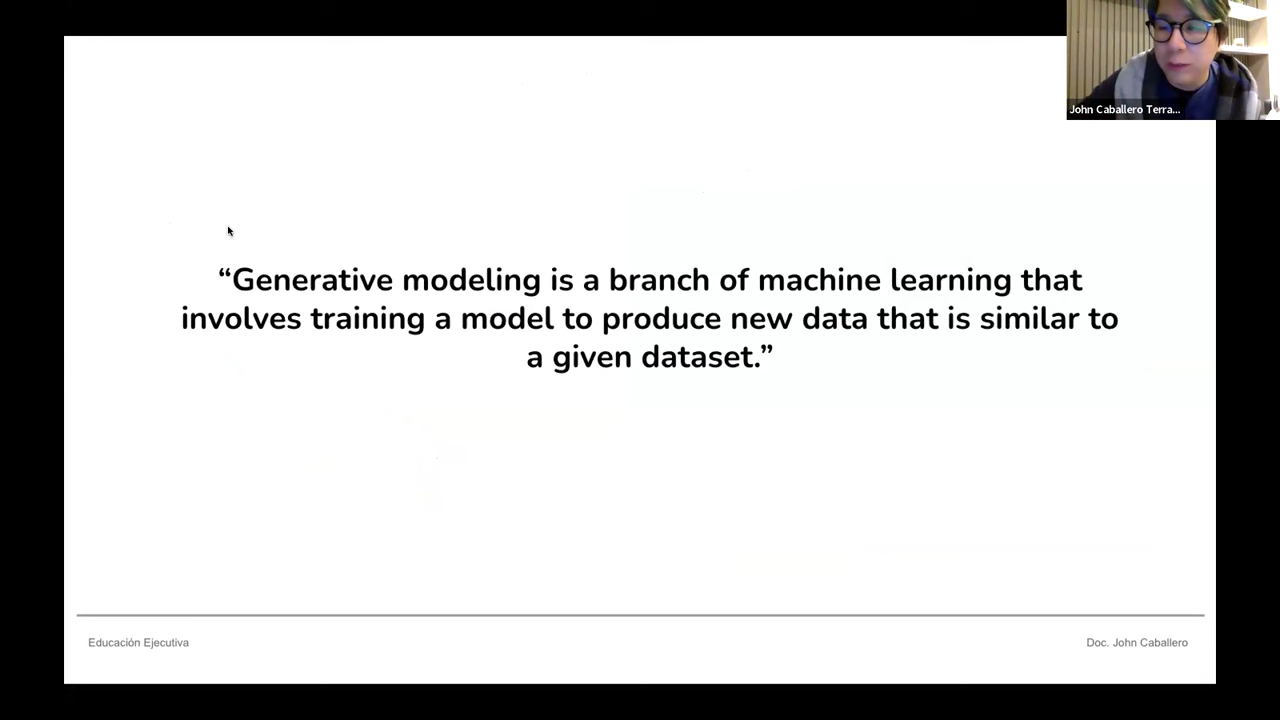 John Caballero Terra...
“Generative modeling is a branch of machine learning that
involves training a model to produce new data that is similar to
a given dataset.”
Educación Ejecutiva
Doc. John Caballero